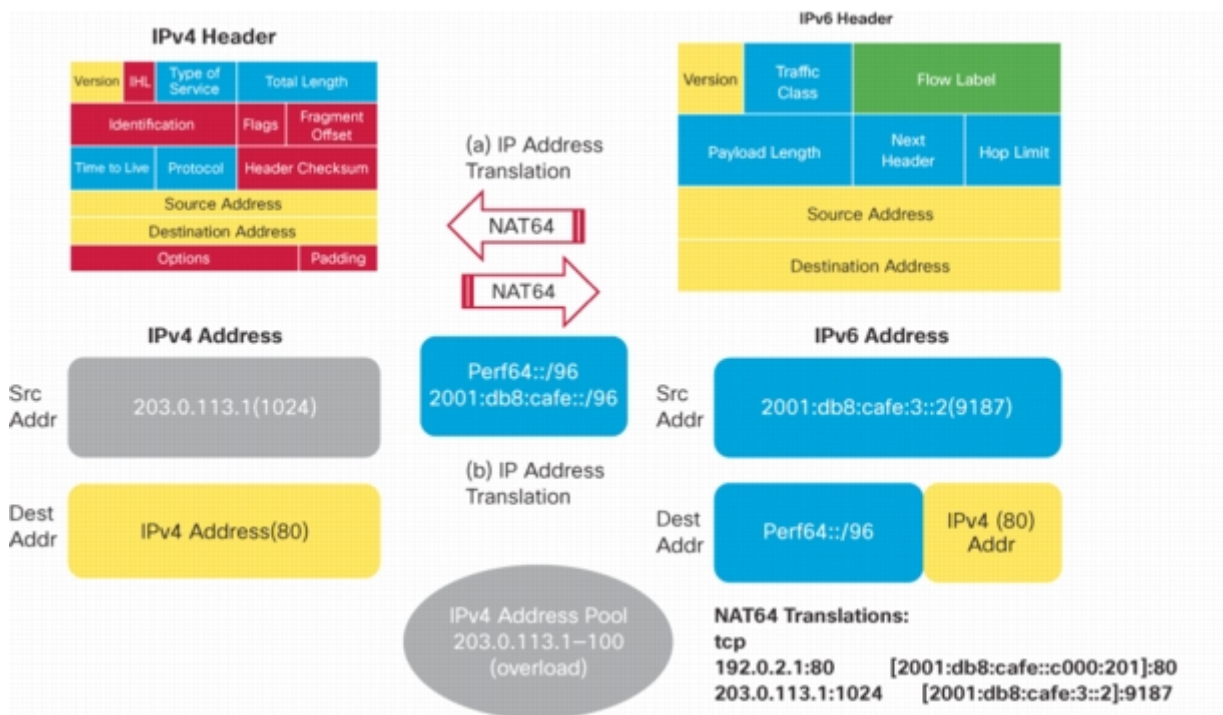 IPv4 Header
Version IHL Type of Service Total Length
Identification Flags Fragment Offset
Time to Live Protocol Header Checksum
Source Address
Destination Address
Options Padding
(a) IP Address
Translation
NAT64
NAT64
IPv6 Header
Version Traffic Class Flow Label
Payload Length Next Header Hop Limit
Source Address
Destination Address
IPv4 Address
Src
Addr
203.0.113.1(1024)
Dest
Addr
IPv4 Address(80)
Perf64::/96
2001:db8:cafe::/96
(b) IP Address
Translation
IPv4 Address Pool
203.0.113.1–100
(overload)
IPv6 Address
Src
Addr
2001:db8:cafe:3::2(9187)
Dest
Addr
Perf64::/96
IPv4 (80)
Addr
NAT64 Translations:
tcp
192.0.2.1:80 [2001:db8:cafe::c000:201]:80
203.0.113.1:1024 [2001:db8:cafe:3::2]:9187